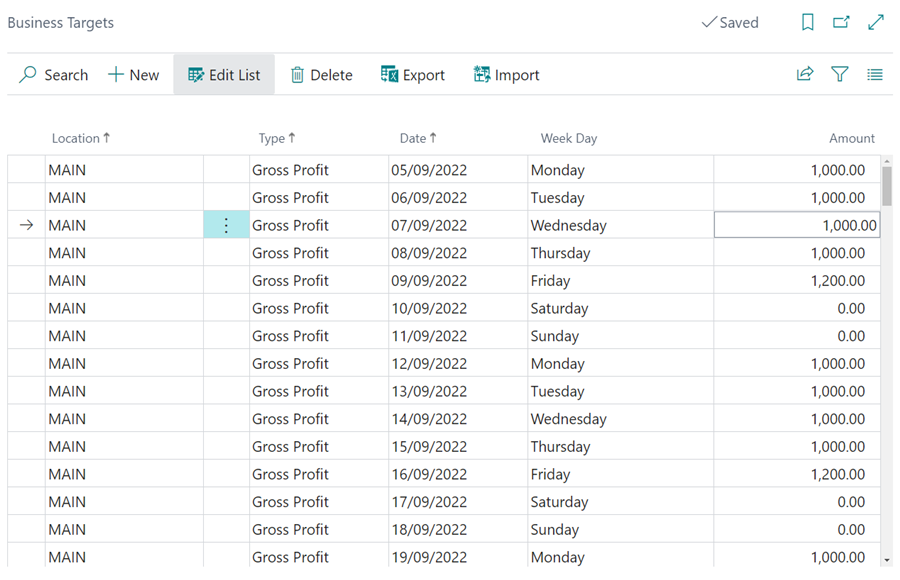 Business Targets Saved
Search New Edit List Delete Export Import
Location Type Date Week Day Amount
MAIN Gross Profit 05/09/2022 Monday 1,000.00
MAIN Gross Profit 06/09/2022 Tuesday 1,000.00
MAIN Gross Profit 07/09/2022 Wednesday 1,000.00
MAIN Gross Profit 08/09/2022 Thursday 1,000.00
MAIN Gross Profit 09/09/2022 Friday 1,200.00
MAIN Gross Profit 10/09/2022 Saturday 0.00
MAIN Gross Profit 11/09/2022 Sunday 0.00
MAIN Gross Profit 12/09/2022 Monday 1,000.00
MAIN Gross Profit 13/09/2022 Tuesday 1,000.00
MAIN Gross Profit 14/09/2022 Wednesday 1,000.00
MAIN Gross Profit 15/09/2022 Thursday 1,000.00
MAIN Gross Profit 16/09/2022 Friday 1,200.00
MAIN Gross Profit 17/09/2022 Saturday 0.00
MAIN Gross Profit 18/09/2022 Sunday 0.00
MAIN Gross Profit 19/09/2022 Monday 1,000.00